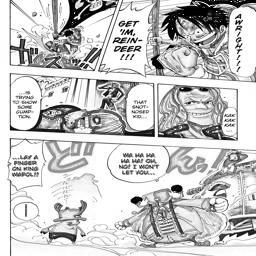 AWRIGHT!!!
GET
'IM,
REIN-
DEER
!!!
KAK
KAK
KAK
THAT
SNOT-
NOSED
KID...
...IS
TRYING
TO SHOW
SOME
GUMPTION...
WA HA HA
HA HA! OH,
NO! I WON'T
LET YOU...
...LAY A
FINGER
ON KING
WAPOL!!